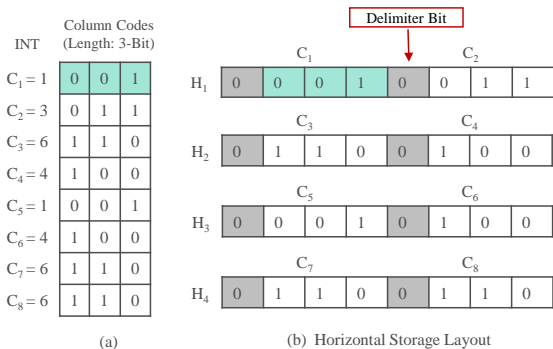 INT
Column Codes
(Length: 3-Bit)
C1 = 1 0 0 1
C2 = 3 0 1 1
C3 = 6 1 1 0
C4 = 4 1 0 0
C5 = 1 0 0 1
C6 = 4 1 0 0
C7 = 6 1 1 0
C8 = 6 1 1 0
(a)
Delimiter Bit
C1 C2
H1 0 0 0 1 0 0 1 1
C3 C4
H2 0 1 1 0 0 1 0 0
C5 C6
H3 0 0 0 1 0 1 0 0
C7 C8
H4 0 1 1 0 0 1 1 0
(b) Horizontal Storage Layout